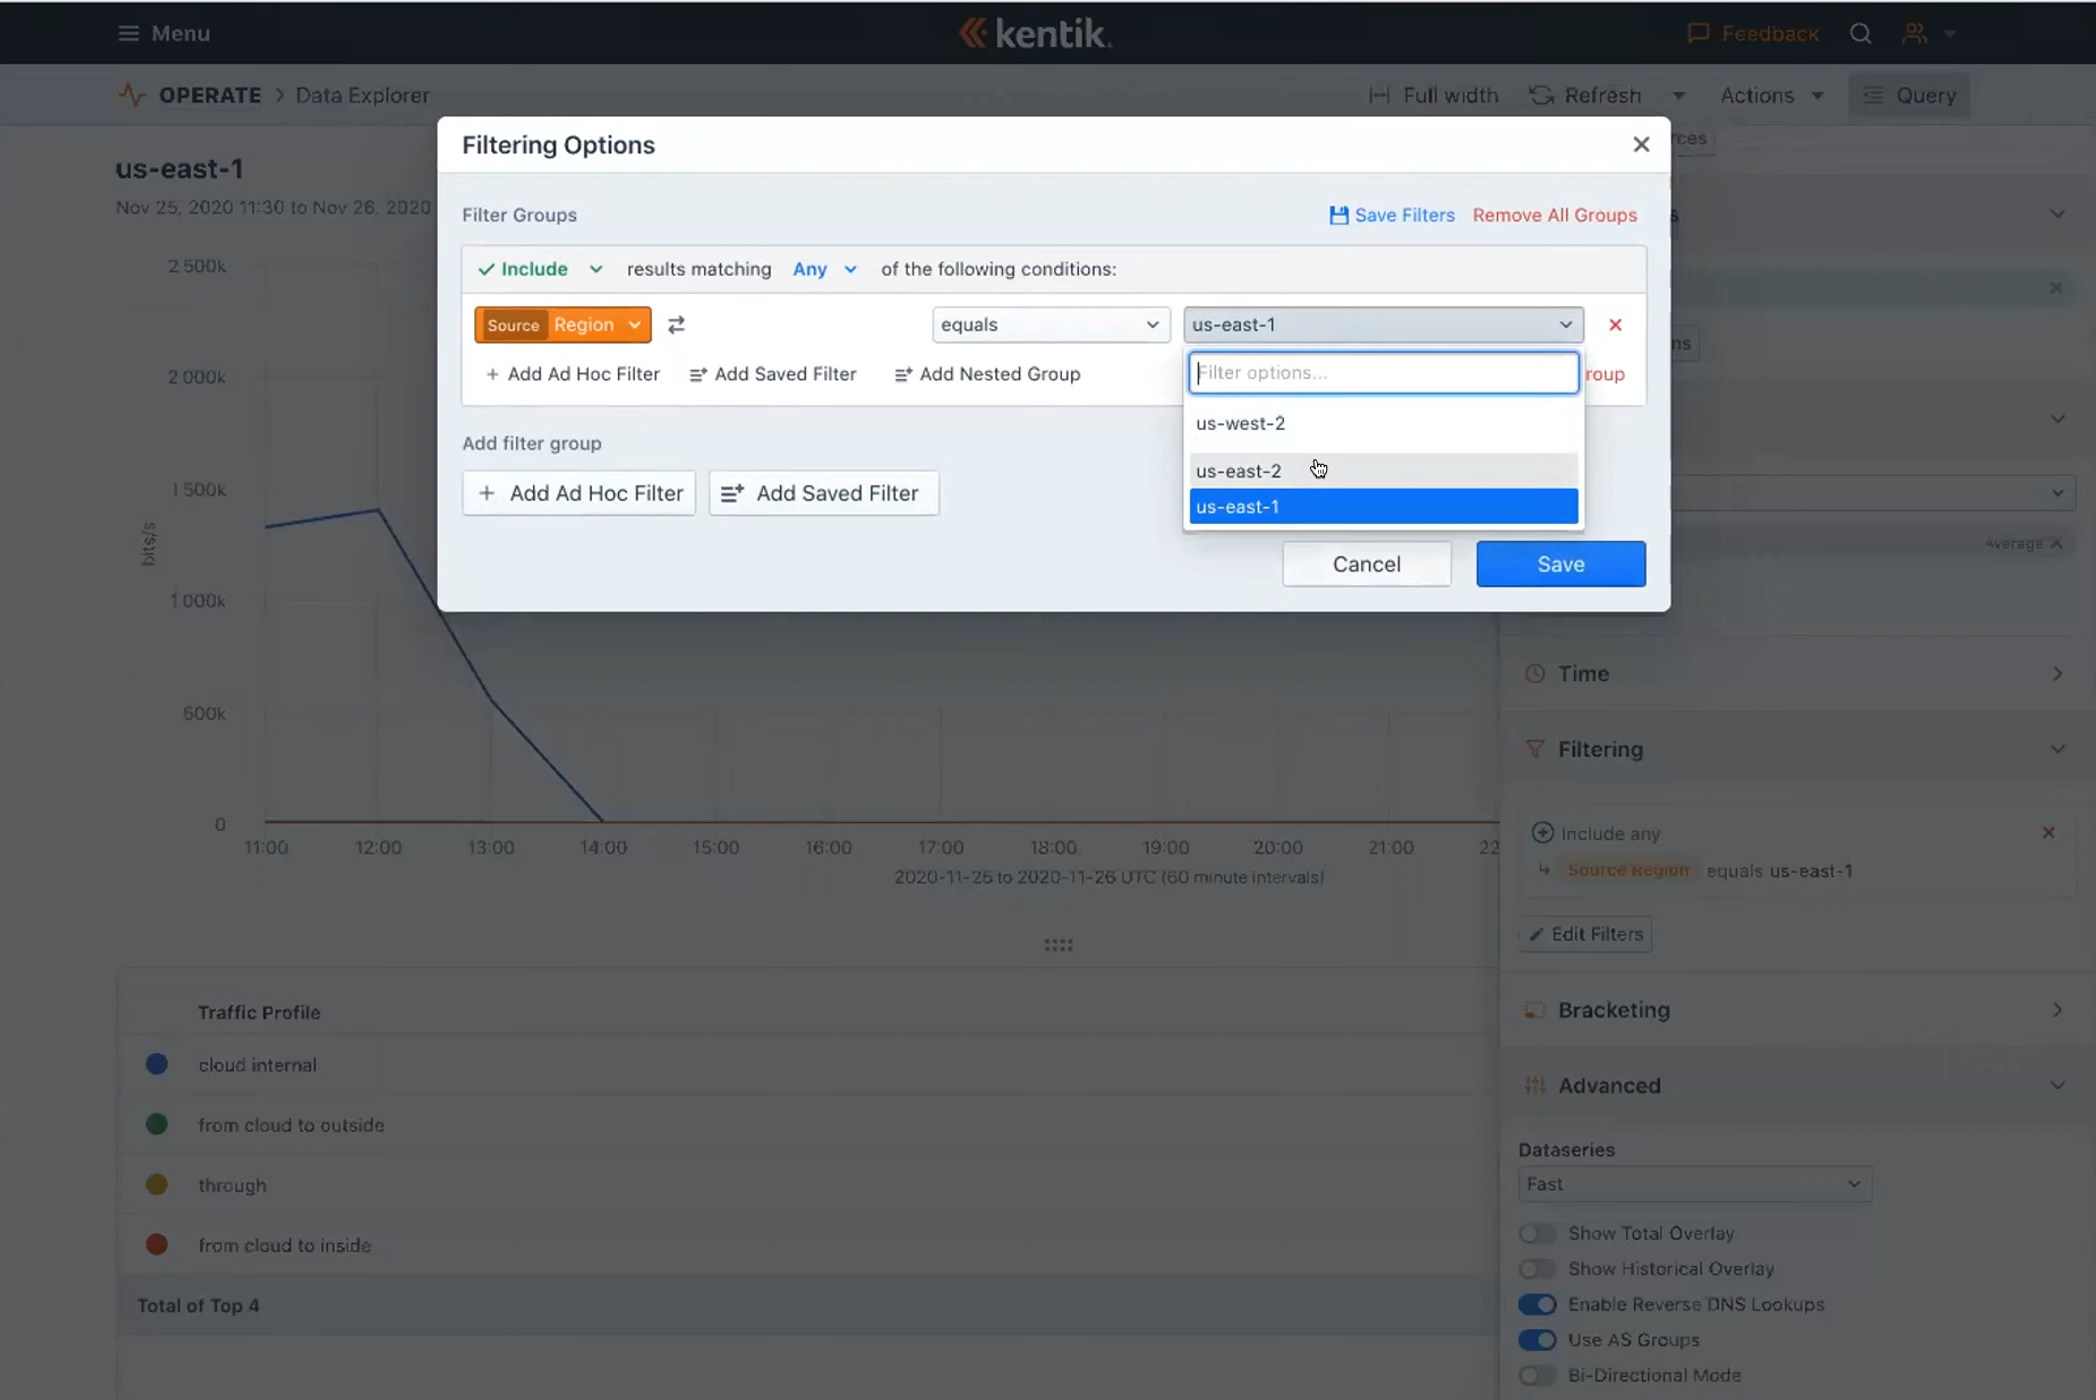 Menu
kentik.
Feedback
OPERATE > Data Explorer
Full width
Refresh
Actions
Query
us-east-1
Nov 25, 2020 11:30 to Nov 26, 2020
Filtering Options
Filter Groups
Save Filters
Remove All Groups
Include results matching Any of the following conditions:
Source Region
equals
us-east-1
+ Add Ad Hoc Filter
Add Saved Filter
Add Nested Group
roup
Filter options...
us-west-2
us-east-2
us-east-1
Add filter group
+ Add Ad Hoc Filter
Add Saved Filter
Cancel
Save
rces
s
ns
Average
2 500k
2 000k
1 500k
1 000k
500k
0
bits/s
11:00 12:00 13:00 14:00 15:00 16:00 17:00 18:00 19:00 20:00 21:00 22
2020-11-25 to 2020-11-26 UTC (60 minute intervals)
Traffic Profile
cloud internal
from cloud to outside
through
from cloud to inside
Total of Top 4
Time
Filtering
Include any
Source Region equals us-east-1
Edit Filters
Bracketing
Advanced
Dataseries
Fast
Show Total Overlay
Show Historical Overlay
Enable Reverse DNS Lookups
Use AS Groups
Bi-Directional Mode